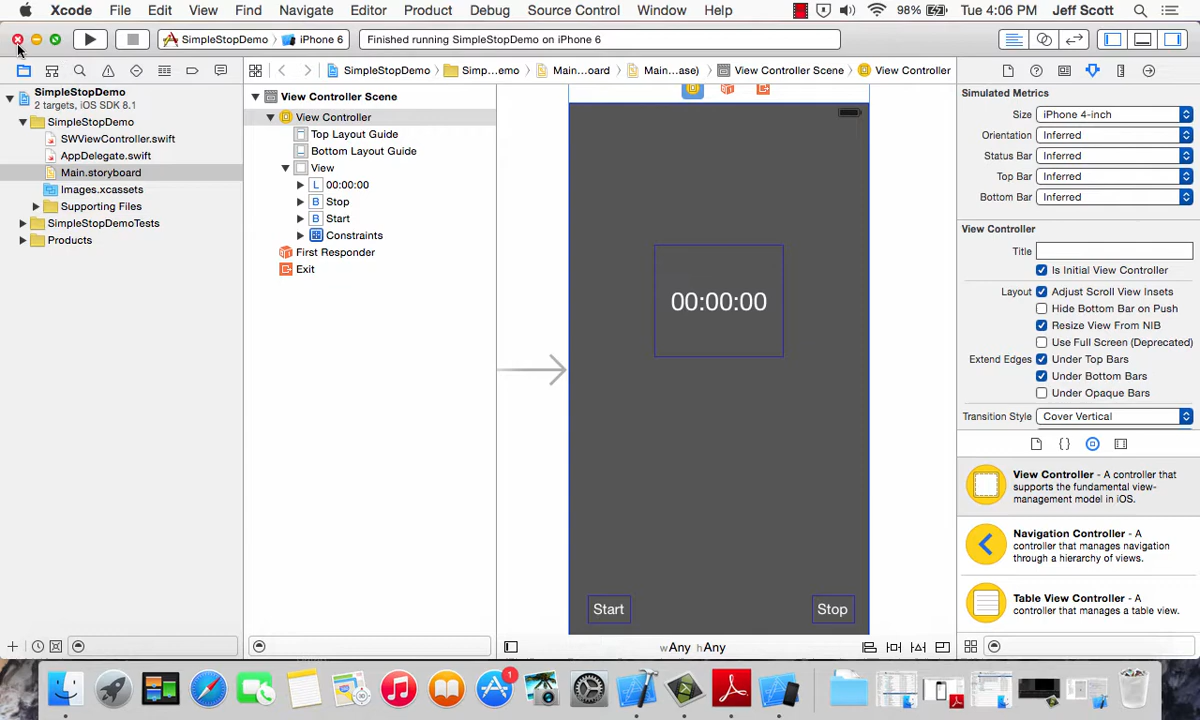 Xcode File Edit View Find Navigate Editor Product Debug Source Control Window Help 98% Tue 4:06 PM Jeff Scott
SimpleStopDemo iPhone 6 Finished running SimpleStopDemo on iPhone 6
SimpleStopDemo Simp...emo Main...oard Main...ase) View Controller Scene View Controller
SimpleStopDemo
2 targets, iOS SDK 8.1
SimpleStopDemo
SWViewController.swift
AppDelegate.swift
Main.storyboard
Images.xcassets
Supporting Files
SimpleStopDemoTests
Products
View Controller Scene
View Controller
Top Layout Guide
Bottom Layout Guide
View
L 00:00:00
B Stop
B Start
Constraints
First Responder
Exit
00:00:00
Start Stop
wAny hAny
Simulated Metrics
Size iPhone 4-inch
Orientation Inferred
Status Bar Inferred
Top Bar Inferred
Bottom Bar Inferred
View Controller
Title
Is Initial View Controller
Layout Adjust Scroll View Insets
Hide Bottom Bar on Push
Resize View From NIB
Use Full Screen (Deprecated)
Extend Edges Under Top Bars
Under Bottom Bars
Under Opaque Bars
Transition Style Cover Vertical
View Controller - A controller that
supports the fundamental view-
management model in iOS.
Navigation Controller - A
controller that manages navigation
through a hierarchy of views.
Table View Controller - A
controller that manages a table view.
1